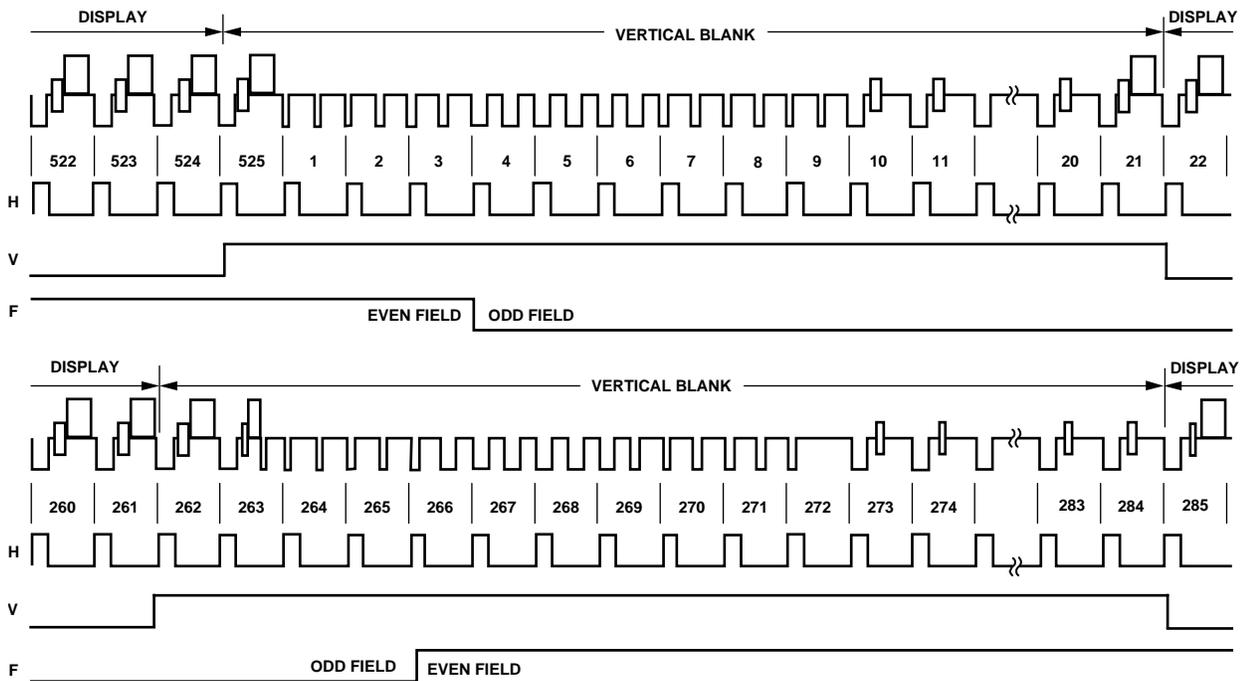 DISPLAY VERTICAL BLANK DISPLAY
522 523 524 525 1 2 3 4 5 6 7 8 9 10 11 20 21 22
H
V
F EVEN FIELD ODD FIELD
DISPLAY VERTICAL BLANK DISPLAY
260 261 262 263 264 265 266 267 268 269 270 271 272 273 274 283 284 285
H
V
F ODD FIELD EVEN FIELD